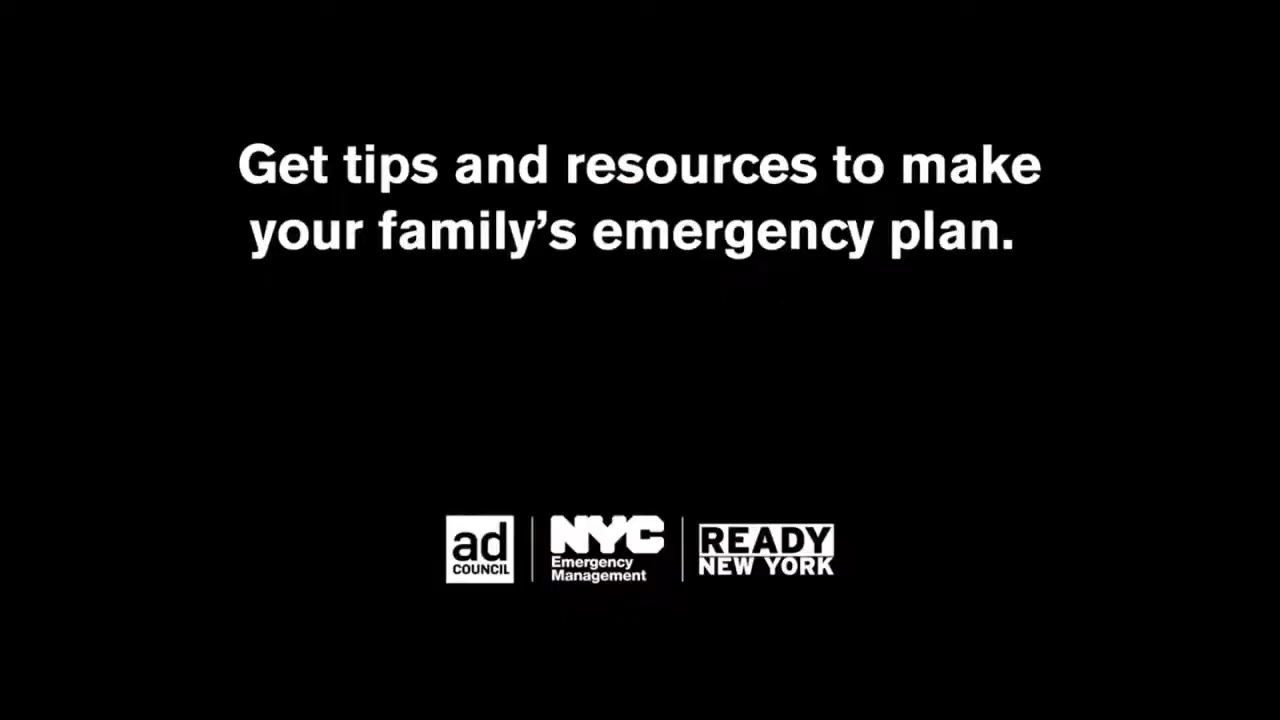 Get tips and resources to make
your family’s emergency plan.
ad
COUNCIL
NYC
Emergency
Management
READY
NEW YORK